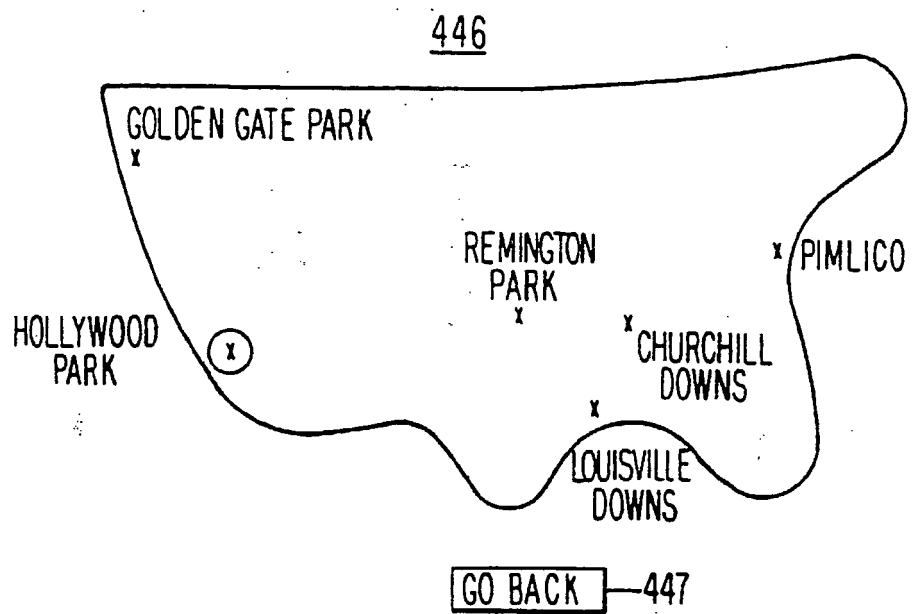 446
GOLDEN GATE PARK
x
REMINGTON
PARK
x
x
PIMLICO
HOLLYWOOD
PARK
x
x
CHURCHILL
DOWNS
x
LOUISVILLE
DOWNS
GO BACK
447